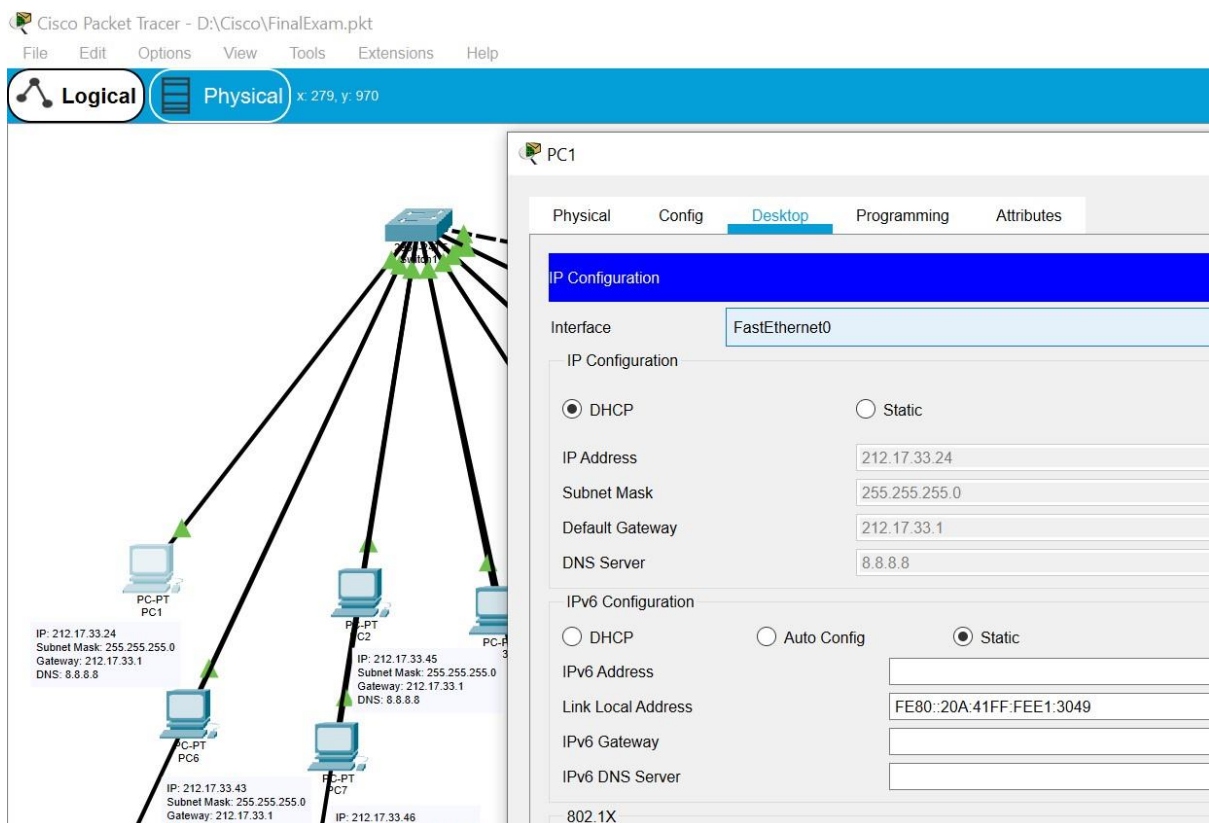 Cisco Packet Tracer - D:\Cisco\FinalExam.pkt
File Edit Options View Tools Extensions Help
Logical Physical x: 279, y: 970
Switch1
PC-PT
PC1
IP: 212.17.33.24
Subnet Mask: 255.255.255.0
Gateway: 212.17.33.1
DNS: 8.8.8.8
PC-PT
PC2
IP: 212.17.33.45
Subnet Mask: 255.255.255.0
Gateway: 212.17.33.1
DNS: 8.8.8.8
PC-PT
PC6
IP: 212.17.33.43
Subnet Mask: 255.255.255.0
Gateway: 212.17.33.1
PC-PT
PC7
IP: 212.17.33.46
PC1
Physical Config Desktop Programming Attributes
IP Configuration
Interface FastEthernet0
IP Configuration
DHCP Static
IP Address 212.17.33.24
Subnet Mask 255.255.255.0
Default Gateway 212.17.33.1
DNS Server 8.8.8.8
IPv6 Configuration
DHCP Auto Config Static
IPv6 Address
Link Local Address FE80::20A:41FF:FEE1:3049
IPv6 Gateway
IPv6 DNS Server
802.1X